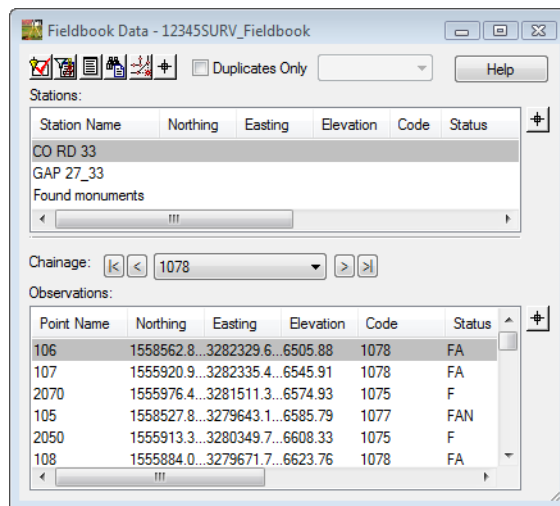 Fieldbook Data - 12345SURV_Fieldbook
Duplicates Only Help
Stations:
Station Name Northing Easting Elevation Code Status
CO RD 33
GAP 27_33
Found monuments
Chainage: |< < 1078 > >|
Observations:
Point Name Northing Easting Elevation Code Status
106 1558562.8...3282329.6...6505.88 1078 FA
107 1555920.9...3282335.4...6545.91 1078 FA
2070 1555976.4...3281511.3...6574.93 1075 F
105 1558527.8...3279643.1...6585.79 1077 FAN
2050 1555913.3...3280349.7...6608.33 1075 F
108 1555884.0...3279671.7...6623.76 1078 FA